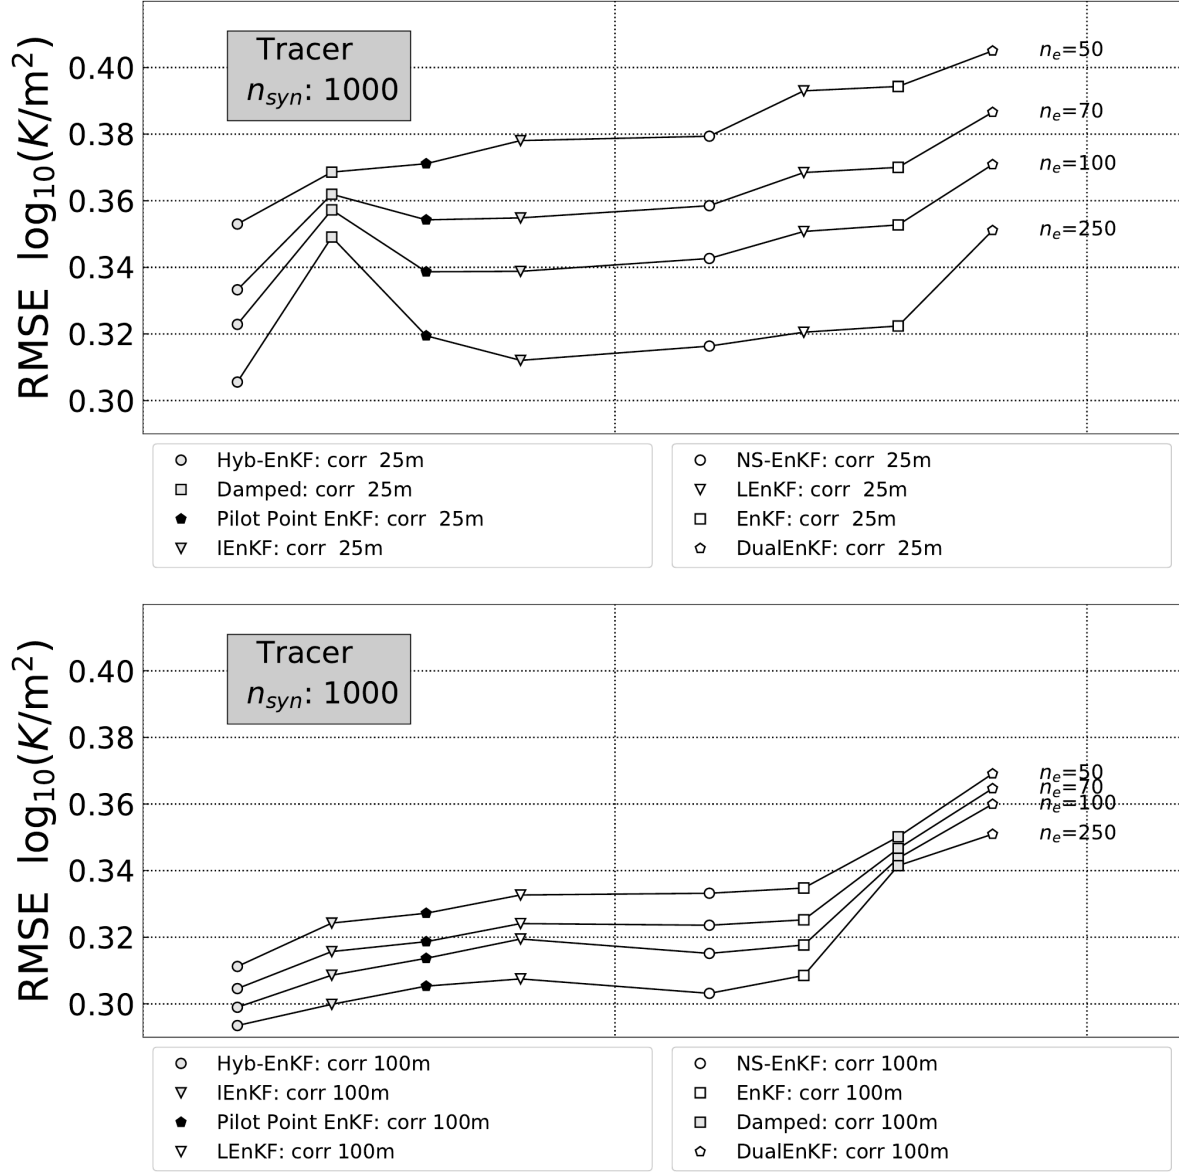 RMSE log₁₀(K/m²)
Tracer
n_syn: 1000
0.40
0.38
0.36
0.34
0.32
0.30
n_e=50
n_e=70
n_e=100
n_e=250
Hyb-EnKF: corr  25m
Damped: corr  25m
Pilot Point EnKF: corr  25m
IEnKF: corr  25m
NS-EnKF: corr  25m
LEnKF: corr  25m
EnKF: corr  25m
DualEnKF: corr  25m
RMSE log₁₀(K/m²)
Tracer
n_syn: 1000
0.40
0.38
0.36
0.34
0.32
0.30
n_e=50
n_e=70
n_e=100
n_e=250
Hyb-EnKF: corr 100m
IEnKF: corr 100m
Pilot Point EnKF: corr 100m
LEnKF: corr 100m
NS-EnKF: corr 100m
EnKF: corr 100m
Damped: corr 100m
DualEnKF: corr 100m